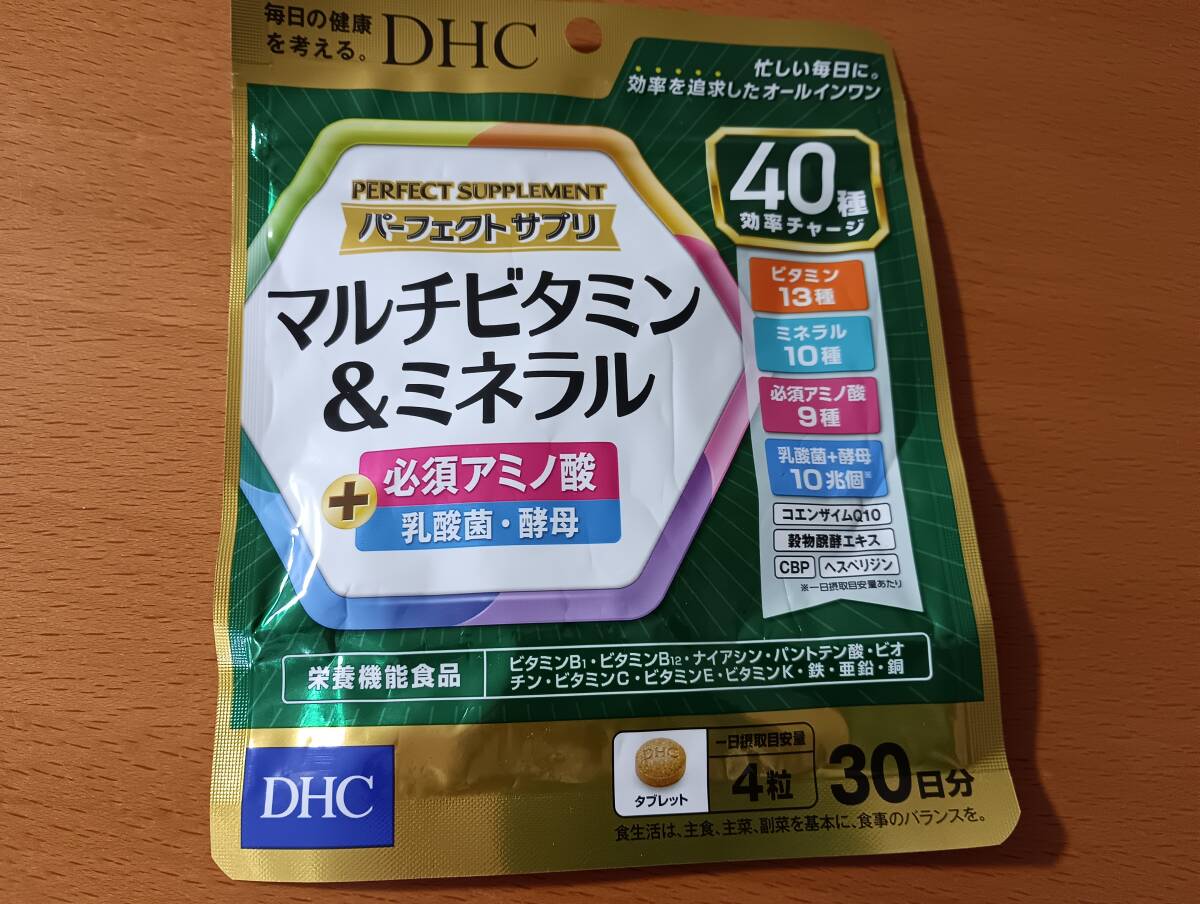 毎日の健康
を考える。
DHC
忙しい毎日に。
効率を追求したオールインワン
PERFECT SUPPLEMENT
パーフェクトサプリ
マルチビタミン
&ミネラル
+
必須アミノ酸
乳酸菌・酵母
40種
効率チャージ
ビタミン
13種
ミネラル
10種
必須アミノ酸
9種
乳酸菌+酵母
10兆個※
コエンザイムQ10
穀物醗酵エキス
CBP ヘスペリジン
※一日摂取目安量あたり
栄養機能食品
ビタミンB1・ビタミンB12・ナイアシン・パントテン酸・ビオ
チン・ビタミンC・ビタミンE・ビタミンK・鉄・亜鉛・銅
DHC
DHC
タブレット
一日摂取目安量
4粒
30日分
食生活は、主食、主菜、副菜を基本に、食事のバランスを。